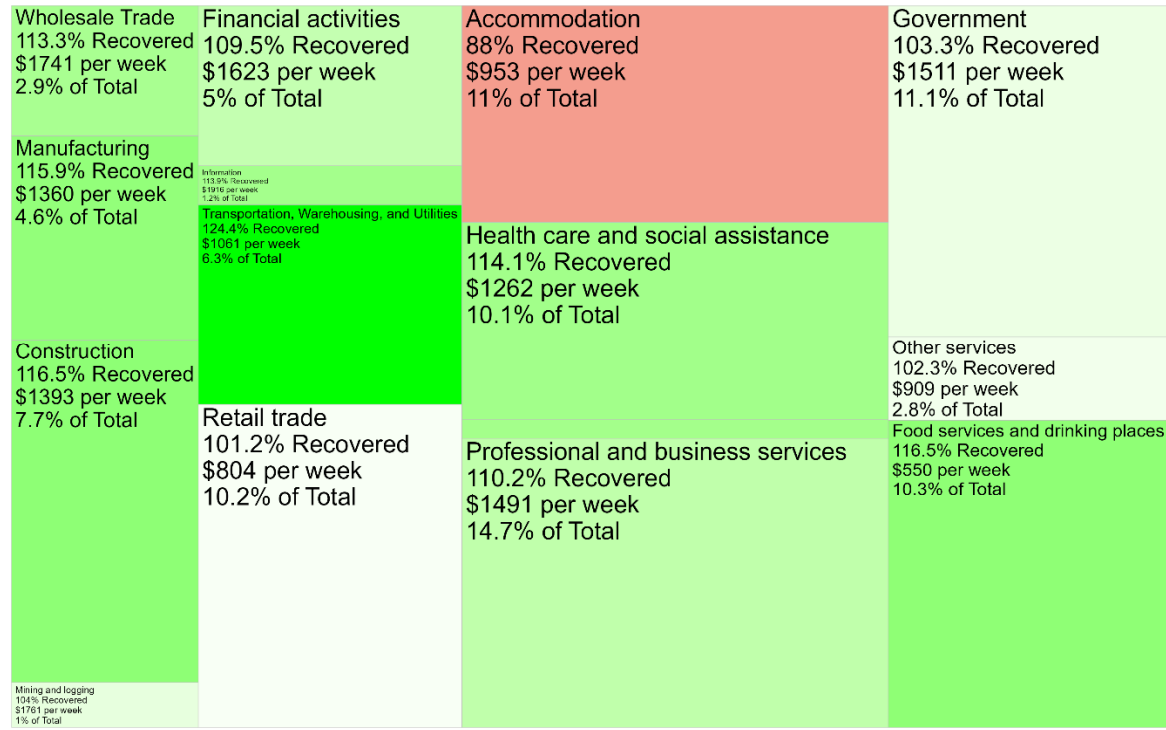 Wholesale Trade
113.3% Recovered
$1741 per week
2.9% of Total
Manufacturing
115.9% Recovered
$1360 per week
4.6% of Total
Construction
116.5% Recovered
$1393 per week
7.7% of Total
Mining and logging
104% Recovered
$1761 per week
1% of Total
Financial activities
109.5% Recovered
$1623 per week
5% of Total
Information
113.9% Recovered
$1916 per week
1.2% of Total
Transportation, Warehousing, and Utilities
124.4% Recovered
$1061 per week
6.3% of Total
Retail trade
101.2% Recovered
$804 per week
10.2% of Total
Accommodation
88% Recovered
$953 per week
11% of Total
Health care and social assistance
114.1% Recovered
$1262 per week
10.1% of Total
Professional and business services
110.2% Recovered
$1491 per week
14.7% of Total
Government
103.3% Recovered
$1511 per week
11.1% of Total
Other services
102.3% Recovered
$909 per week
2.8% of Total
Food services and drinking places
116.5% Recovered
$550 per week
10.3% of Total